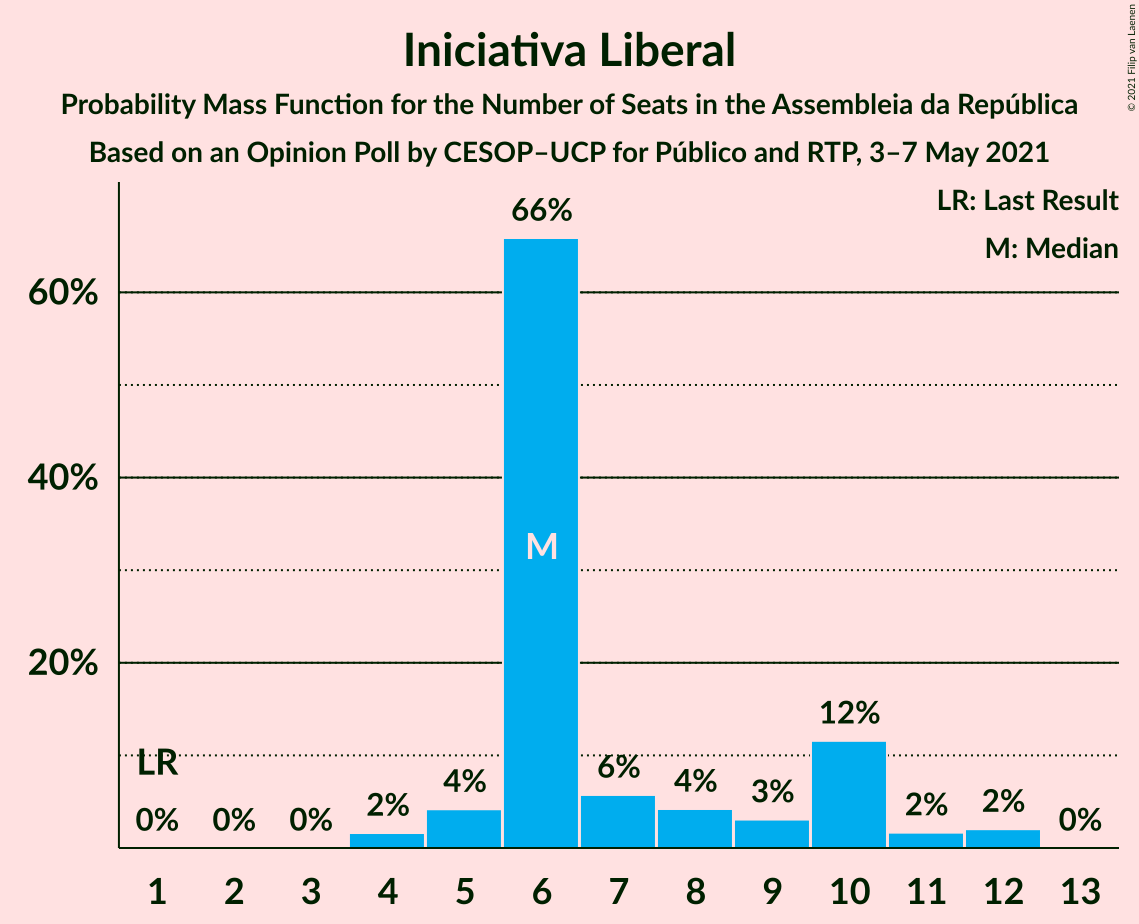 Iniciativa Liberal
Probability Mass Function for the Number of Seats in the Assembleia da República
Based on an Opinion Poll by CESOP–UCP for Público and RTP, 3–7 May 2021
© 2021 Filip van Laenen
LR: Last Result
M: Median
66%
60%
40%
M
20%
12%
LR
6%
4%
4%
3%
2%
2%
2%
0%
0%
0%
0%
1 2 3 4 5 6 7 8 9 10 11 12 13